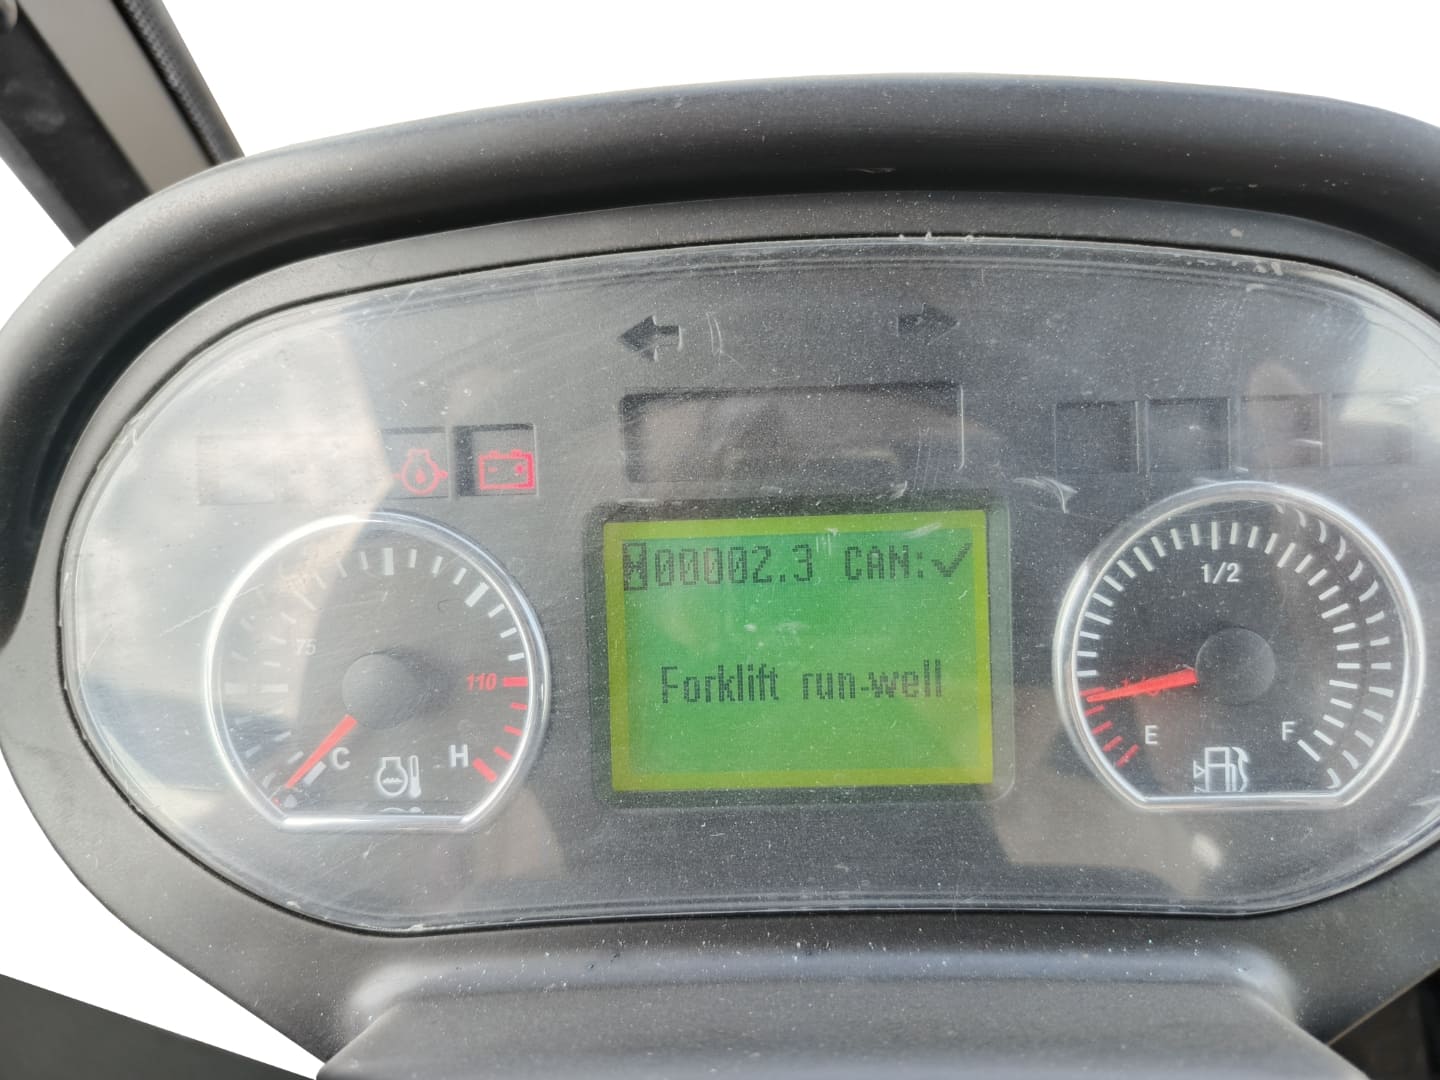 00002.3 CAN:✓
Forklift run-well
75
110
C
H
1/2
E
F